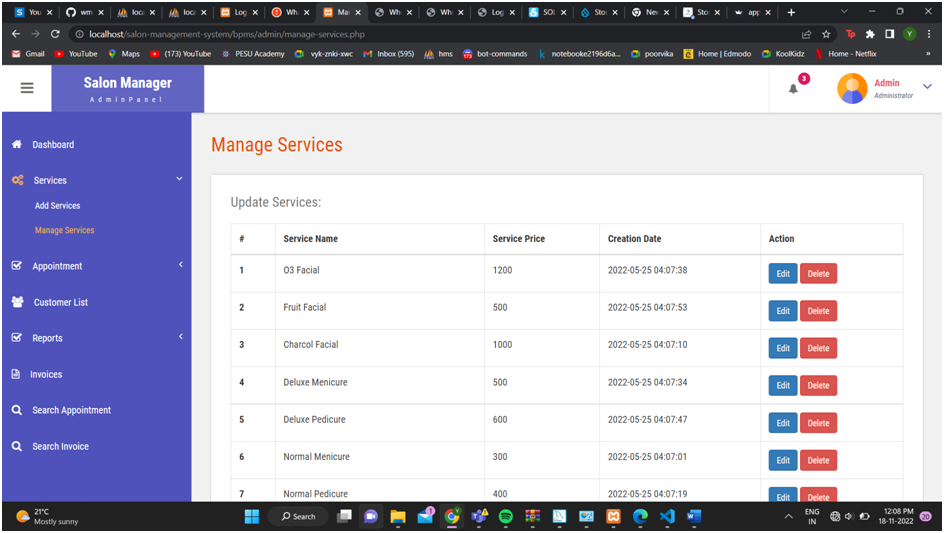 You
wm
loca
loca
Log
Who
Ma
Wh
Wh
Log
SOL
Stor
Ne
Stoc
app
localhost/salon-management-system/bpms/admin/manage-services.php
Gmail YouTube Maps (173) YouTube PESU Academy vyk-znki-xwc Inbox (595) hms bot-commands notebooke2196d6a... poorvika Home | Edmodo KoolKidz Home - Netflix »
Salon Manager
AdminPanel
3
Admin
Administrator
Dashboard
Services
Add Services
Manage Services
Appointment
Customer List
Reports
Invoices
Search Appointment
Search Invoice
Manage Services
Update Services:
# Service Name Service Price Creation Date Action
1 O3 Facial 1200 2022-05-25 04:07:38 Edit Delete
2 Fruit Facial 500 2022-05-25 04:07:53 Edit Delete
3 Charcol Facial 1000 2022-05-25 04:07:10 Edit Delete
4 Deluxe Menicure 500 2022-05-25 04:07:34 Edit Delete
5 Deluxe Pedicure 600 2022-05-25 04:07:47 Edit Delete
6 Normal Menicure 300 2022-05-25 04:07:01 Edit Delete
7 Normal Pedicure 400 2022-05-25 04:07:19 Edit Delete
21°C
Mostly sunny
Search
ENG
IN
12:08 PM
18-11-2022
20